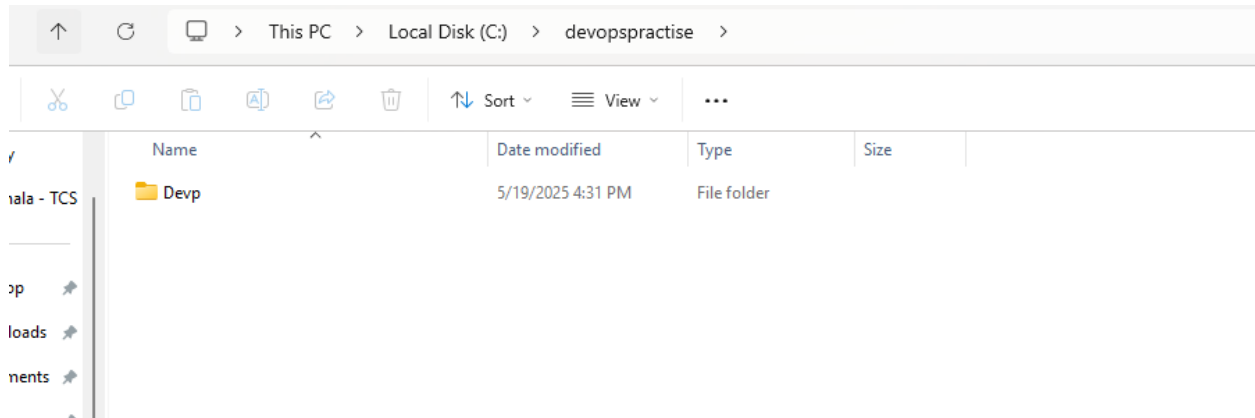 This PC > Local Disk (C:) > devopspractise >
Sort View
Name Date modified Type Size
Devp 5/19/2025 4:31 PM File folder
nala - TCS
op
loads
ments